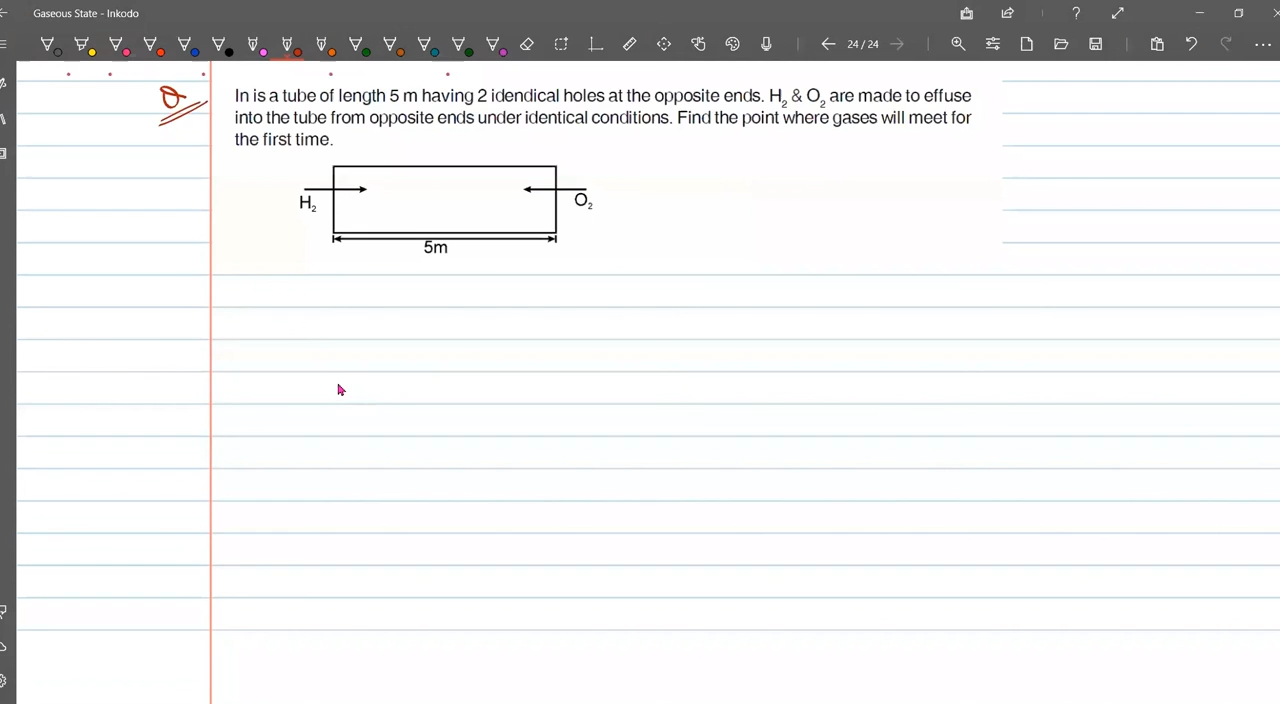 Gaseous State - Inkodo
24 / 24
Q
In is a tube of length 5 m having 2 idendical holes at the opposite ends. H₂ & O₂ are made to effuse
into the tube from opposite ends under identical conditions. Find the point where gases will meet for
the first time.
H₂
O₂
5m